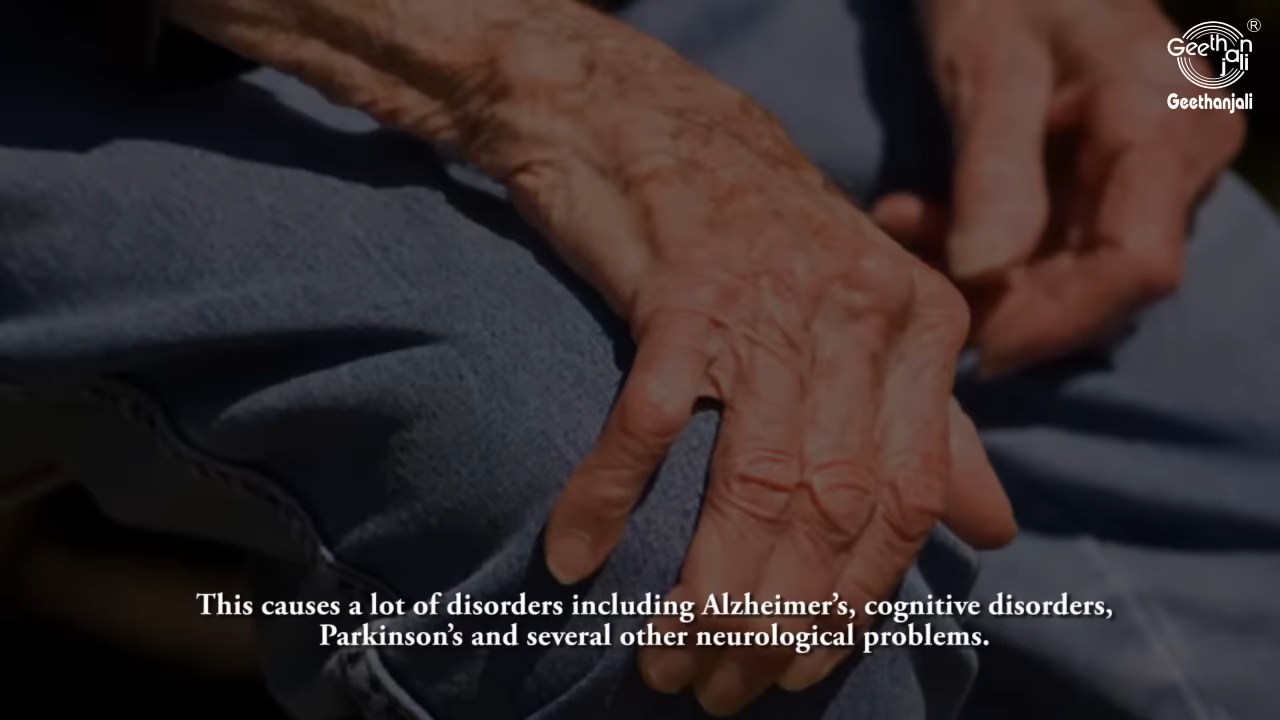 Geethanjali
®
Geethanjali
This causes a lot of disorders including Alzheimer’s, cognitive disorders,
Parkinson’s and several other neurological problems.